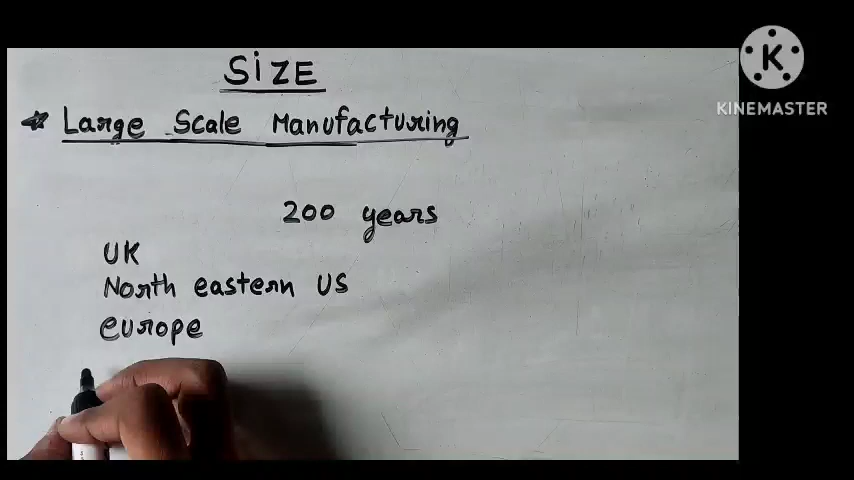 SiZE
K
KINEMASTER
* Large Scale Manufacturing
200 years
UK
North eastern US
europe